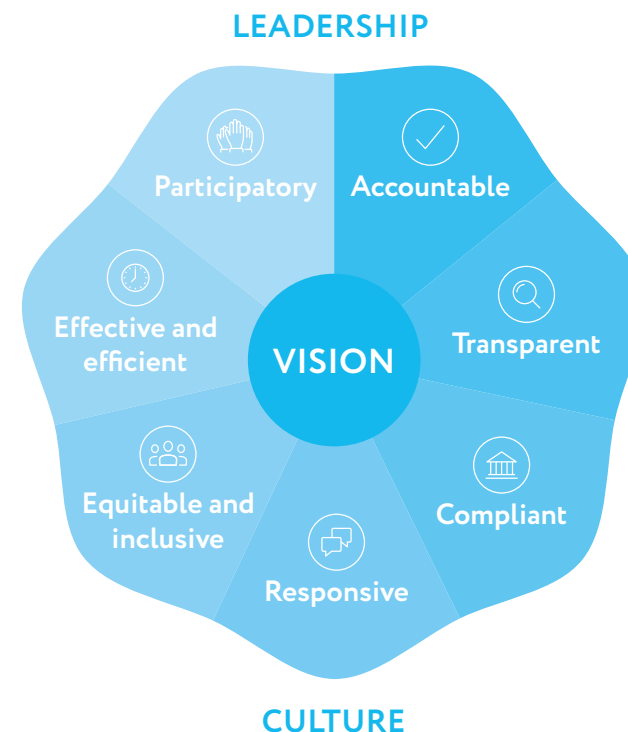 LEADERSHIP
Participatory
Accountable
Effective and
efficient
VISION
Transparent
Equitable and
inclusive
Compliant
Responsive
CULTURE